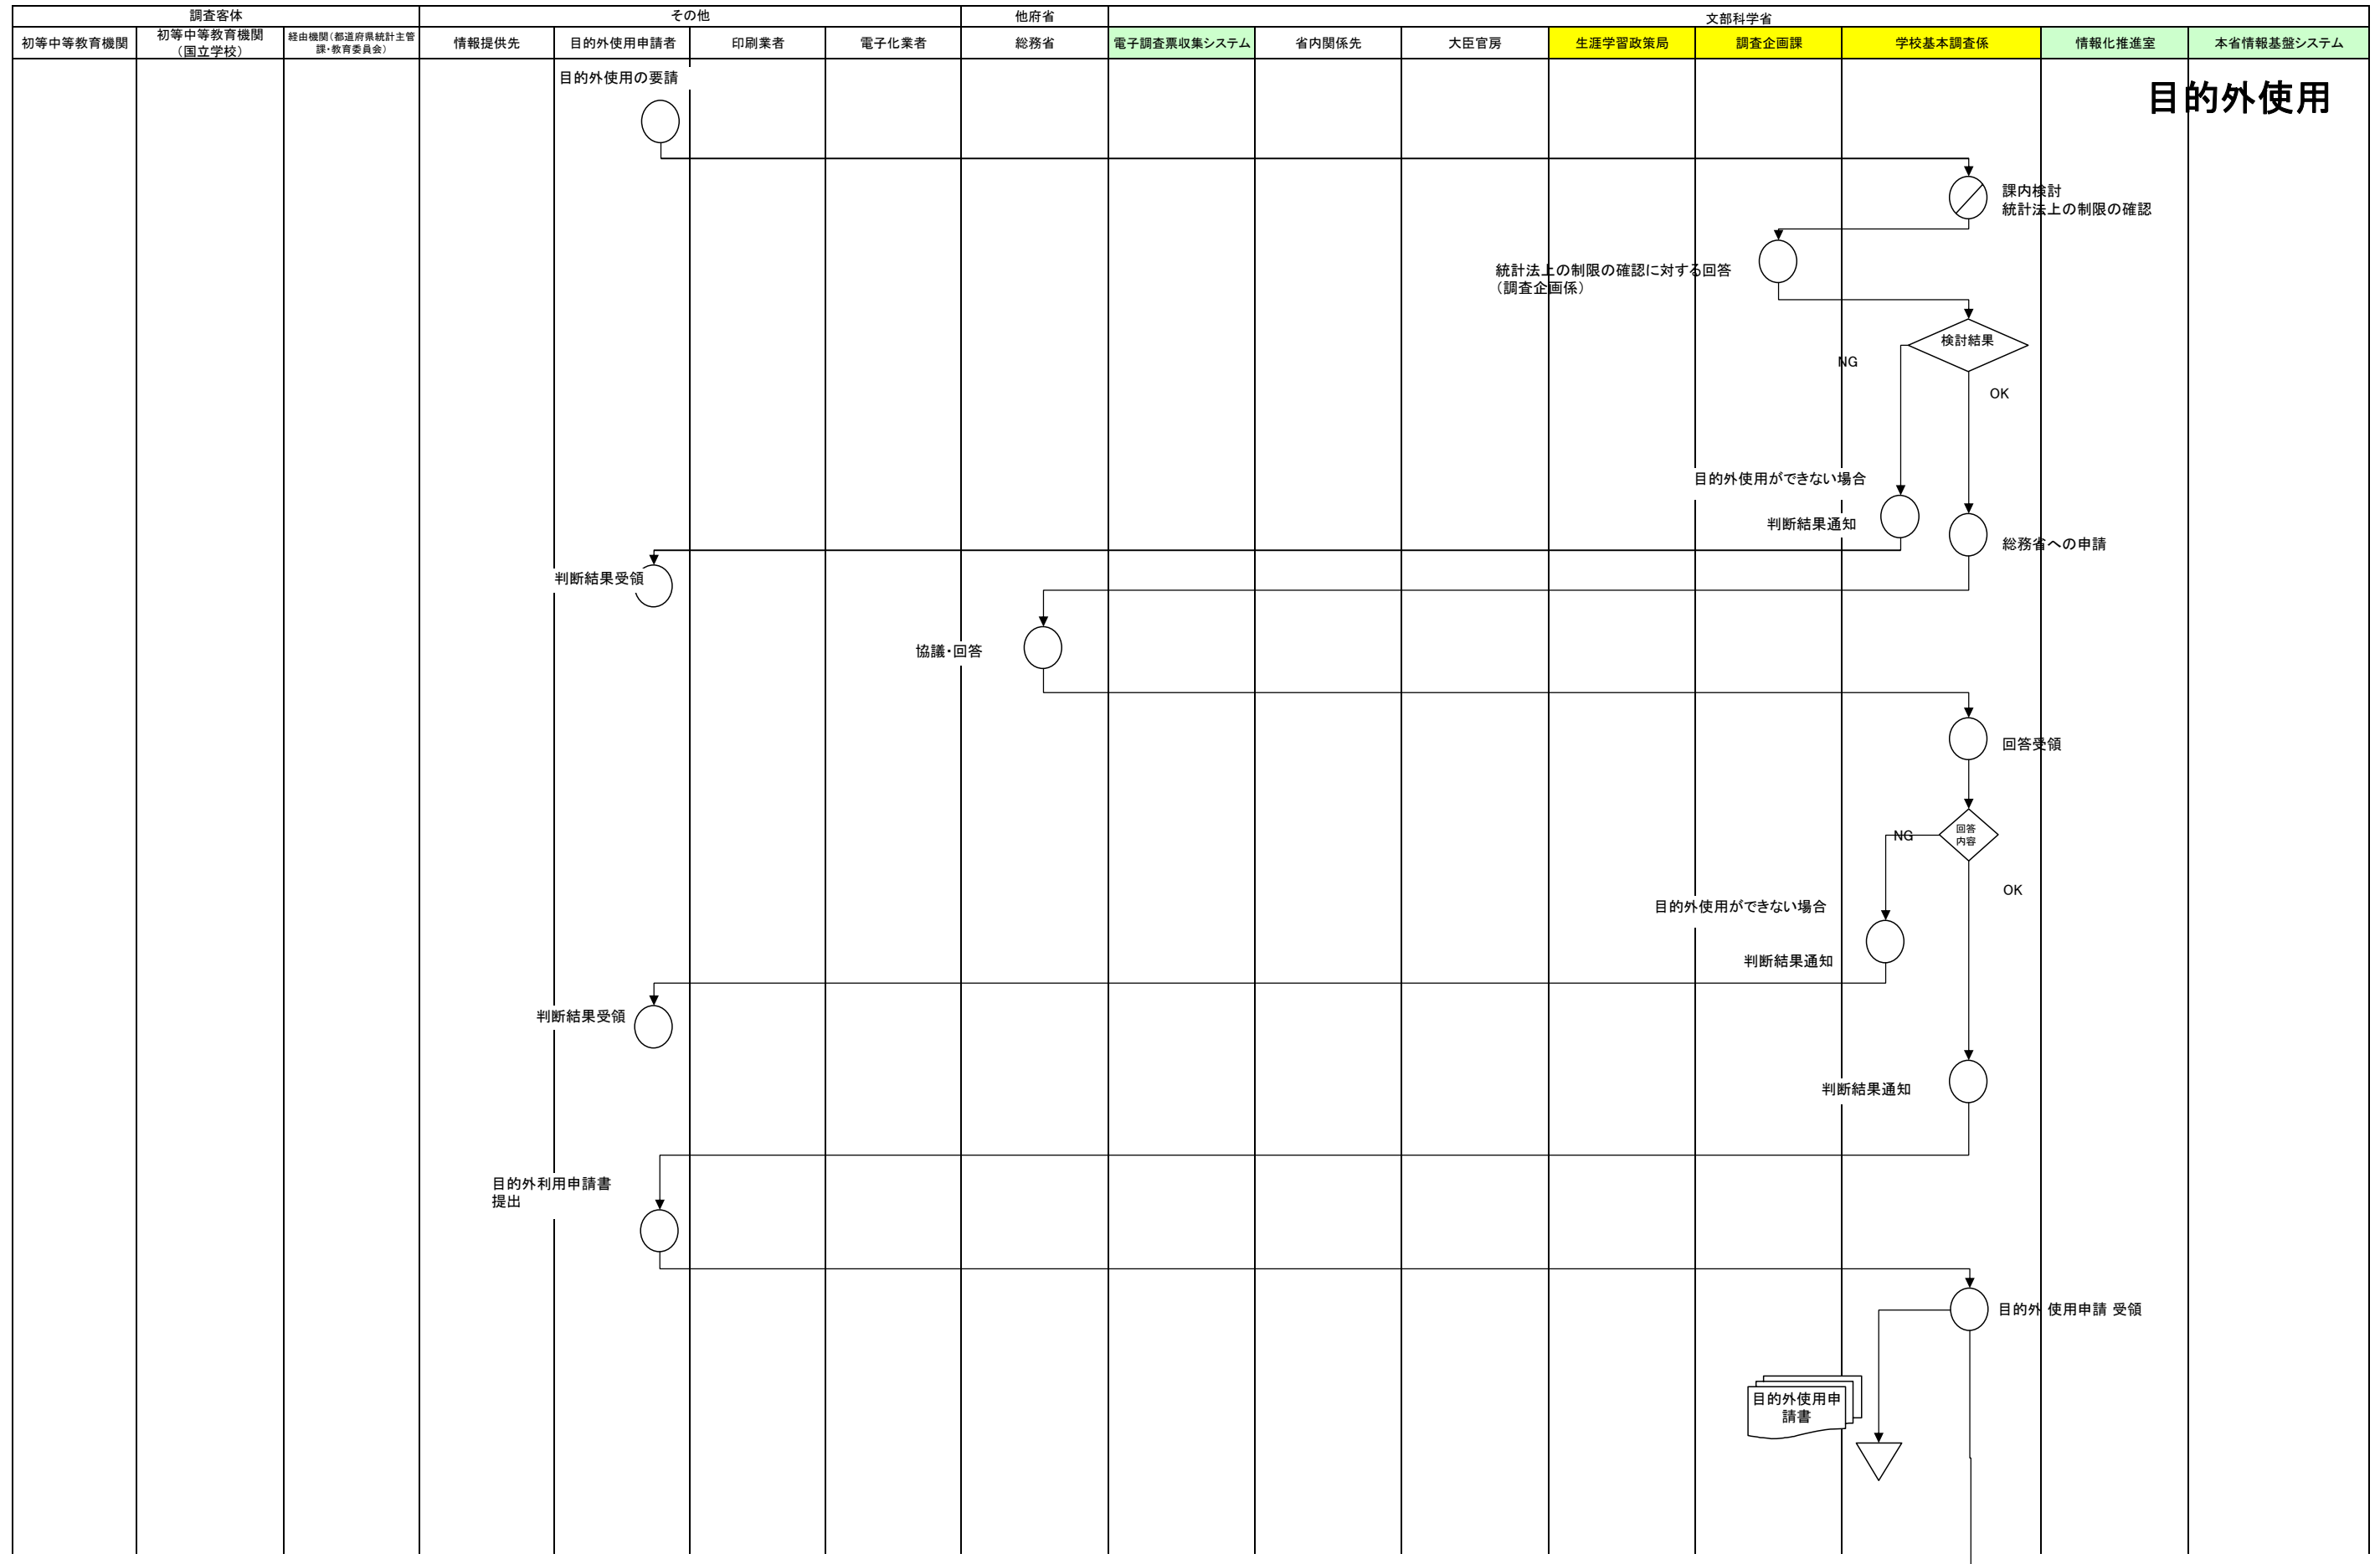 調査客体
その他
他府省
文部科学省
初等中等教育機関
初等中等教育機関
（国立学校）
経由機関（都道府県統計主管
課・教育委員会）
情報提供先
目的外使用申請者
印刷業者
電子化業者
総務省
電子調査票収集システム
省内関係先
大臣官房
生涯学習政策局
調査企画課
学校基本調査係
情報化推進室
本省情報基盤システム
目的外使用
目的外使用の要請
課内検討
統計法上の制限の確認
統計法上の制限の確認に対する回答
（調査企画係）
検討結果
NG
OK
目的外使用ができない場合
判断結果通知
総務省への申請
判断結果受領
協議・回答
回答受領
回答
内容
NG
OK
目的外使用ができない場合
判断結果通知
判断結果受領
判断結果通知
目的外利用申請書
提出
目的外 使用申請 受領
目的外使用申
請書